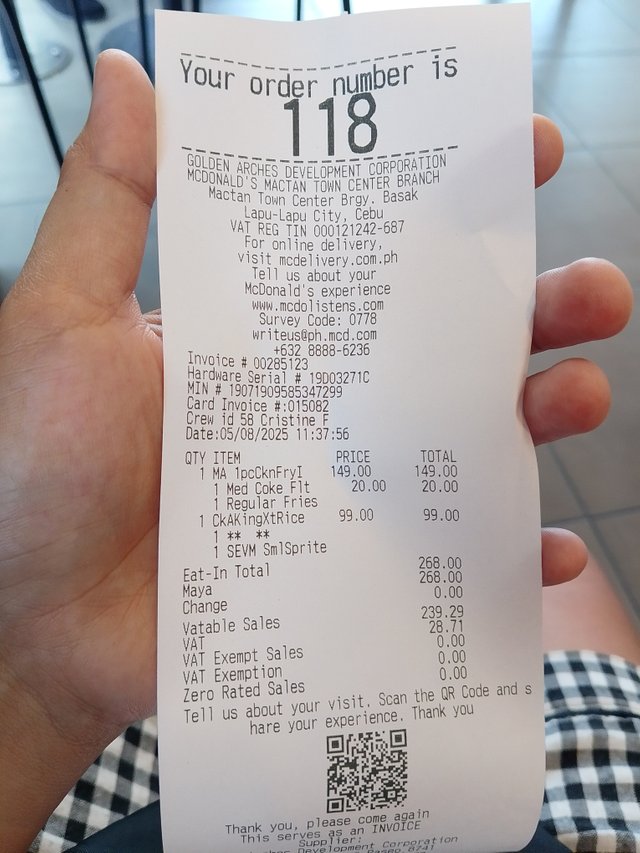 Your order number is
118
GOLDEN ARCHES DEVELOPMENT CORPORATION
MCDONALD'S MACTAN TOWN CENTER BRANCH
Mactan Town Center Brgy. Basak
Lapu-Lapu City, Cebu
VAT REG TIN 000121242-687
For online delivery,
visit mcdelivery.com.ph
Tell us about your
McDonald's experience
www.mcdolistens.com
Survey Code: 0778
writeus@ph.mcd.com
+632 8888-6236
Invoice # 00285123
Hardware Serial # 19D03271C
MIN # 19071909585347299
Card Invoice #:015082
Crew id 58 Cristine F
Date:05/08/2025 11:37:56
QTY ITEM PRICE TOTAL
1 MA 1pcCknFryI 149.00 149.00
1 Med Coke Flt 20.00 20.00
1 Regular Fries
1 CkAKingXtRice 99.00 99.00
1 ** **
1 SEVM SmlSprite
Eat-In Total 268.00
Maya 268.00
Change 0.00
Vatable Sales 239.29
VAT 28.71
VAT Exempt Sales 0.00
VAT Exemption 0.00
Zero Rated Sales 0.00
Tell us about your visit. Scan the QR Code and s
hare your experience. Thank you
Thank you, please come again
This serves as an INVOICE
Supplier:
Development Corporation